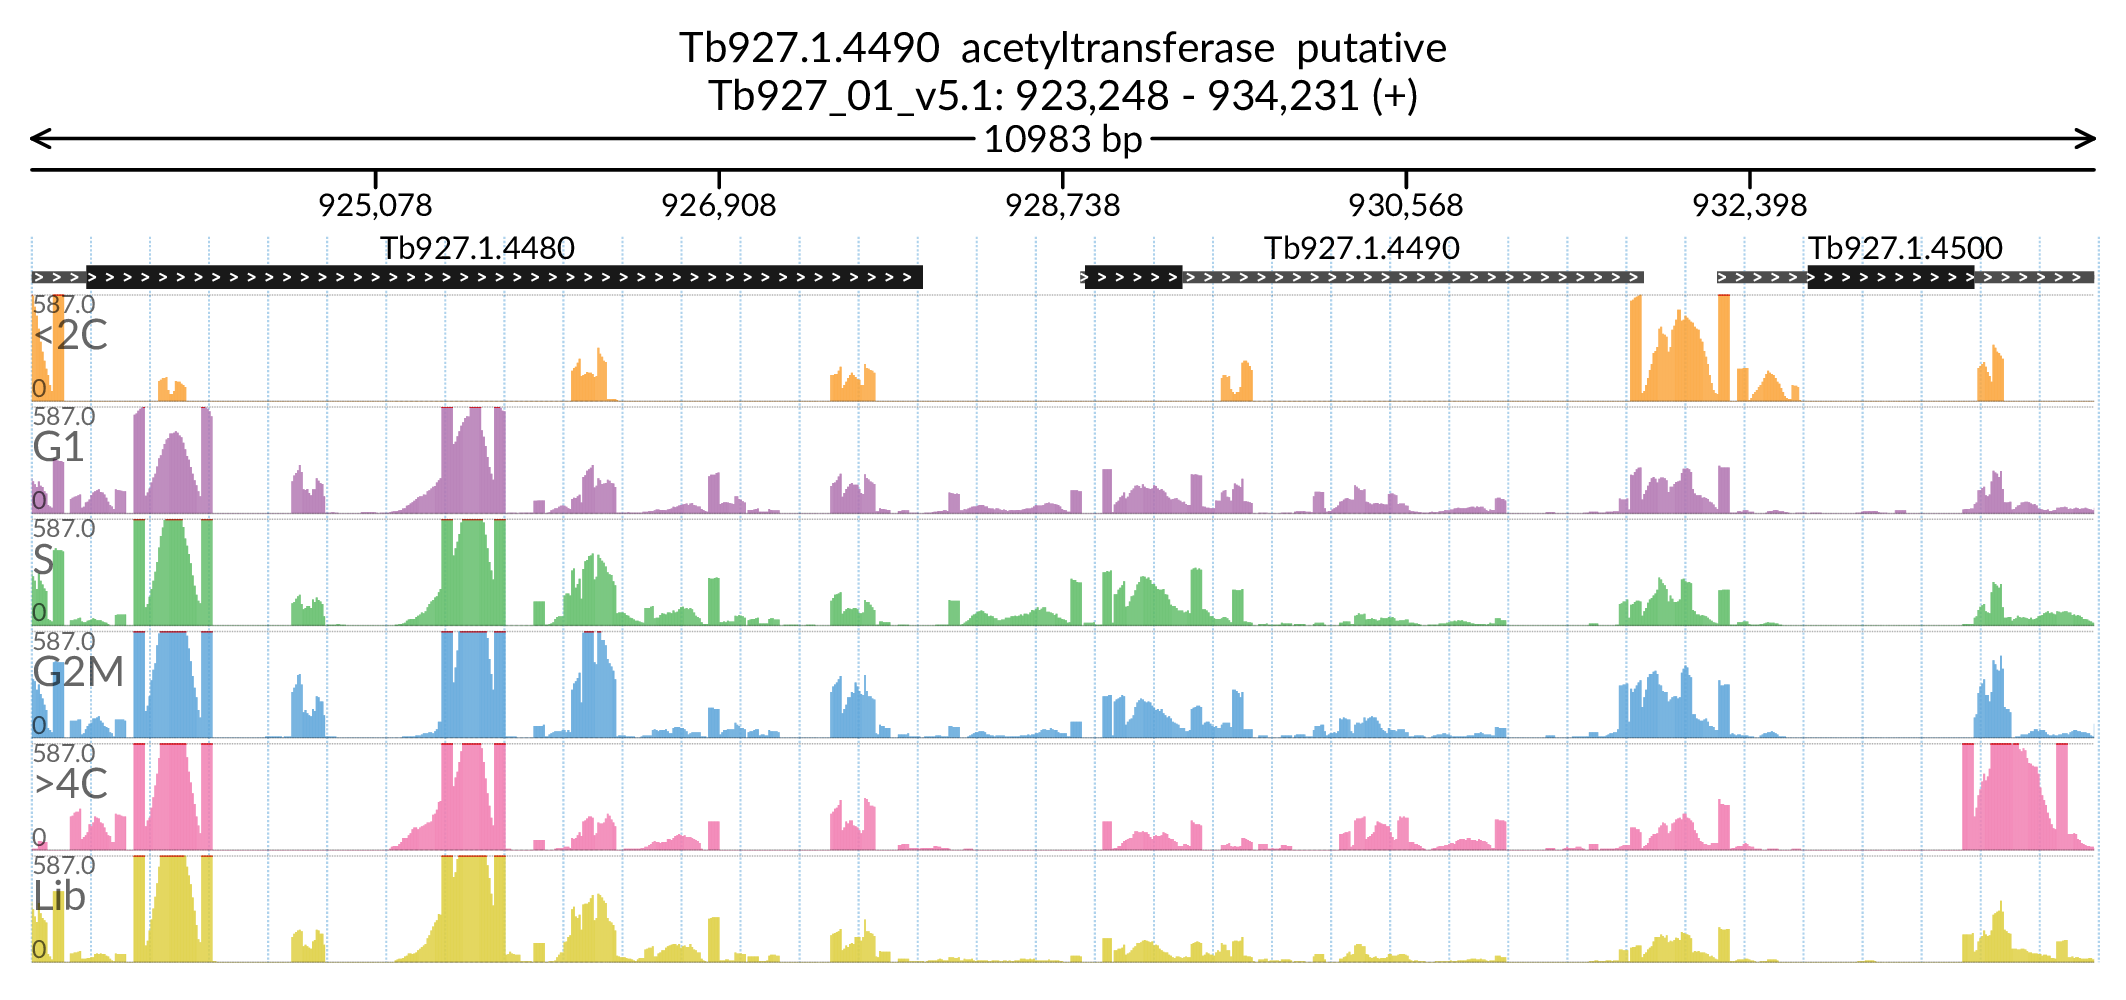 Tb927.1.4490 acetyltransferase putative
Tb927_01_v5.1: 923,248 - 934,231 (+)
10983 bp
925,078 926,908 928,738 930,568 932,398
Tb927.1.4480 Tb927.1.4490 Tb927.1.4500
587.0
<2C
0
587.0
G1
0
587.0
S
0
587.0
G2M
0
587.0
>4C
0
587.0
Lib
0